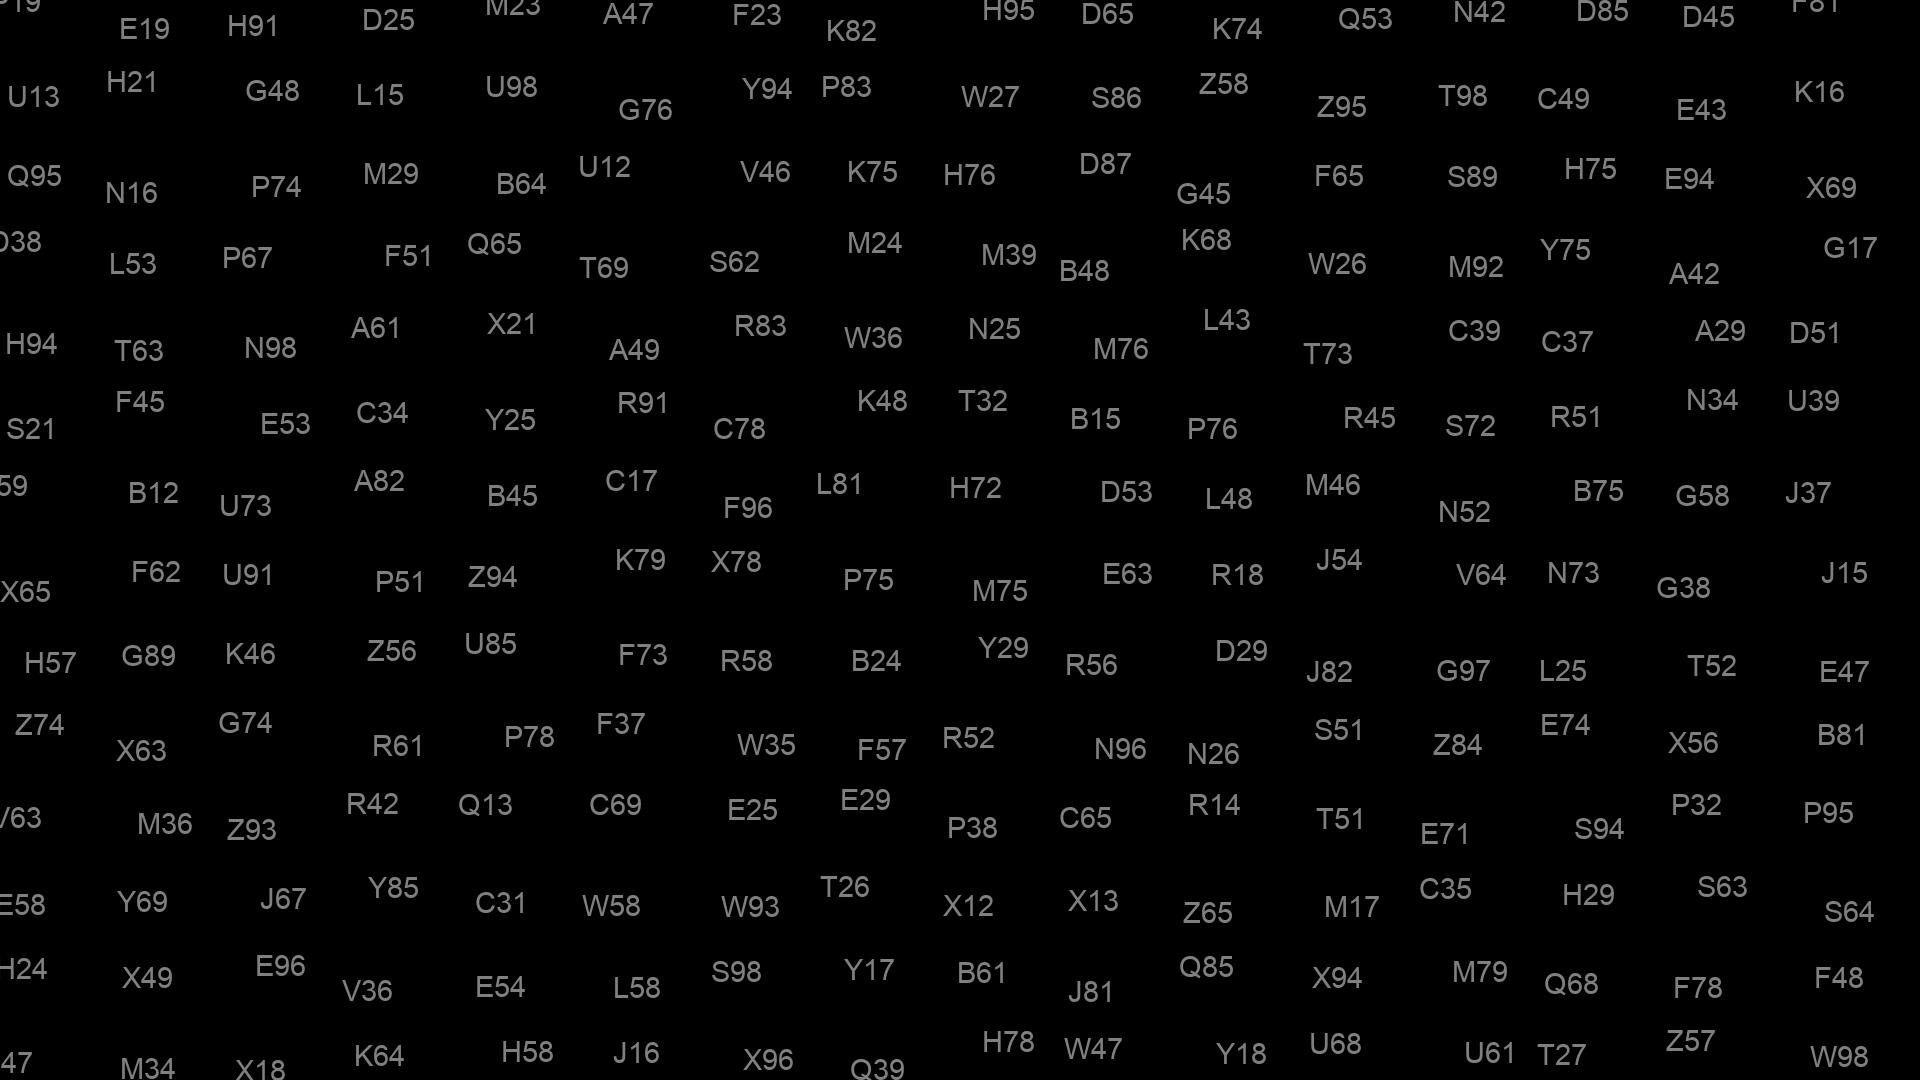 E19 H91 D25 M23 A47 F23 K82 H95 D65 K74 Q53 N42 D85 D45 F81
U13 H21 G48 L15 U98 G76 Y94 P83 W27 S86 Z58 Z95 T98 C49 E43 K16
Q95 N16 P74 M29 B64 U12 V46 K75 H76 D87 G45 F65 S89 H75 E94 X69
L53 P67 F51 Q65 T69 S62 M24 M39 B48 K68 W26 M92 Y75 A42 G17
H94 T63 N98 A61 X21 A49 R83 W36 N25 M76 L43 T73 C39 C37 A29 D51
S21 F45 E53 C34 Y25 R91 C78 K48 T32 B15 P76 R45 S72 R51 N34 U39
B12 U73 A82 B45 C17 F96 L81 H72 D53 L48 M46 N52 B75 G58 J37
X65 F62 U91 P51 Z94 K79 X78 P75 M75 E63 R18 J54 V64 N73 G38 J15
H57 G89 K46 Z56 U85 F73 R58 B24 Y29 R56 D29 J82 G97 L25 T52 E47
Z74 X63 G74 R61 P78 F37 W35 F57 R52 N96 N26 S51 Z84 E74 X56 B81
V63 M36 Z93 R42 Q13 C69 E25 E29 P38 C65 R14 T51 E71 S94 P32 P95
E58 Y69 J67 Y85 C31 W58 W93 T26 X12 X13 Z65 M17 C35 H29 S63 S64
H24 X49 E96 V36 E54 L58 S98 Y17 B61 J81 Q85 X94 M79 Q68 F78 F48
M34 X18 K64 H58 J16 X96 Q39 H78 W47 Y18 U68 U61 T27 Z57 W98